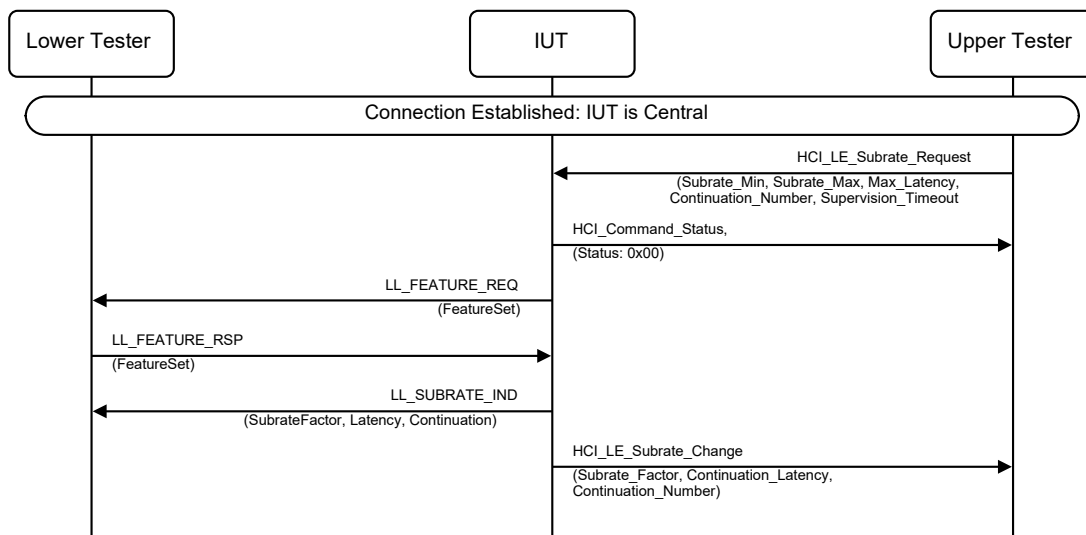 Lower Tester
IUT
Upper Tester
Connection Established: IUT is Central
HCI_LE_Subrate_Request
(Subrate_Min, Subrate_Max, Max_Latency,
Continuation_Number, Supervision_Timeout
HCI_Command_Status,
(Status: 0x00)
LL_FEATURE_REQ
(FeatureSet)
LL_FEATURE_RSP
(FeatureSet)
LL_SUBRATE_IND
(SubrateFactor, Latency, Continuation)
HCI_LE_Subrate_Change
(Subrate_Factor, Continuation_Latency,
Continuation_Number)